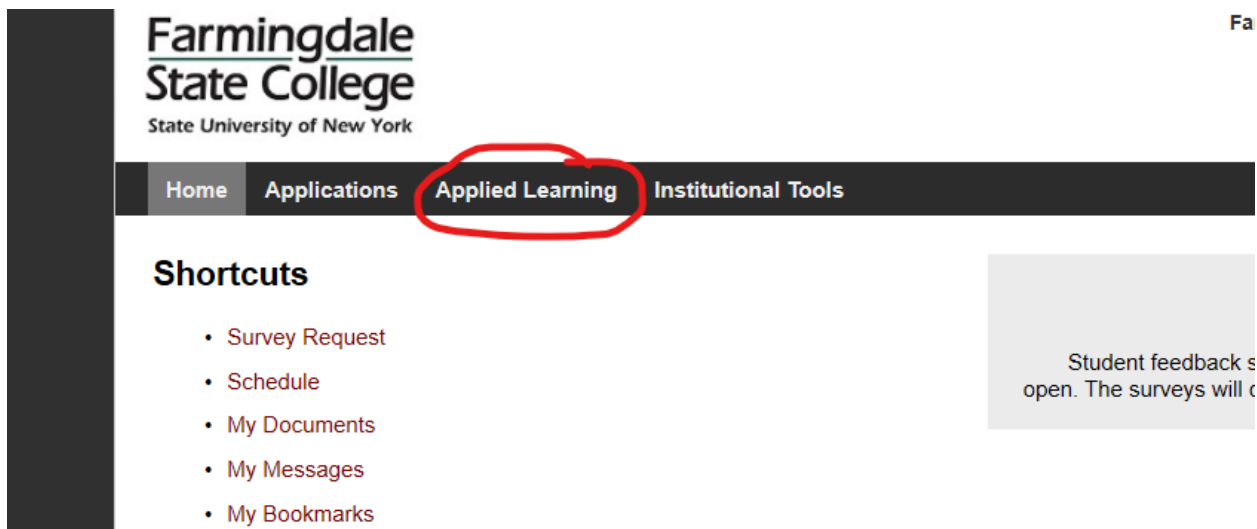 Farmingdale
State College
State University of New York
Home Applications Applied Learning Institutional Tools
Shortcuts
• Survey Request
• Schedule
• My Documents
• My Messages
• My Bookmarks
Student feedback
open. The surveys will